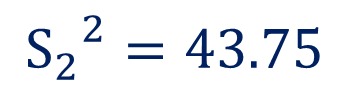 S₂² = 43.75